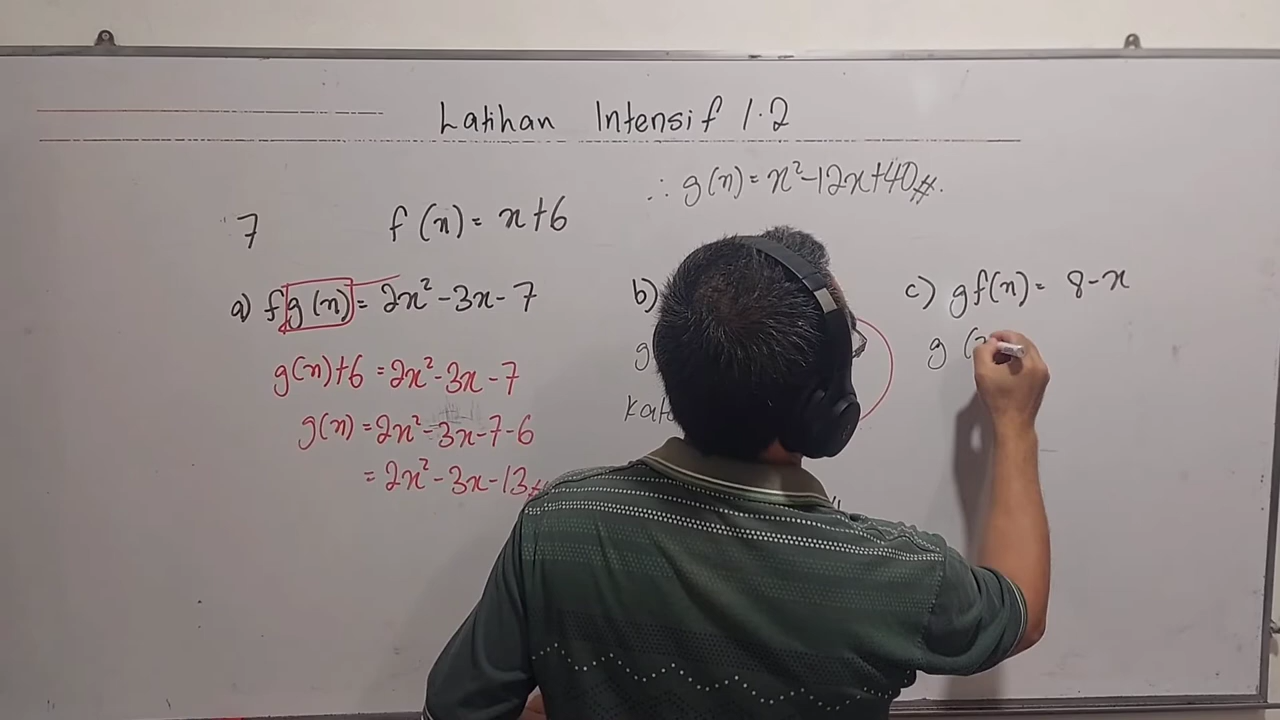 Latihan Intensif 1.2
∴ g(x) = x²-12x+40#.
7 f(x) = x+6
a) fg(x) = 2x²-3x-7
g(x)+6 = 2x²-3x-7
g(x) = 2x²-3x-7-6
= 2x²-3x-13#
b)
g
c) gf(x) = 8-x
g (